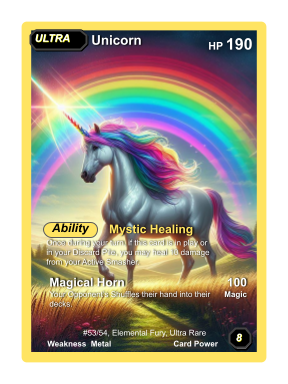 ULTRA Unicorn HP 190
Ability Mystic Healing
Once during your turn if this card is in play or
in your Discard Pile, you may heal 10 damage
from your Active Smasher.
Magical Horn 100
Your opponent's Shuffles their hand into their Magic
decks.
#53/54, Elemental Fury, Ultra Rare
Weakness Metal Card Power 8